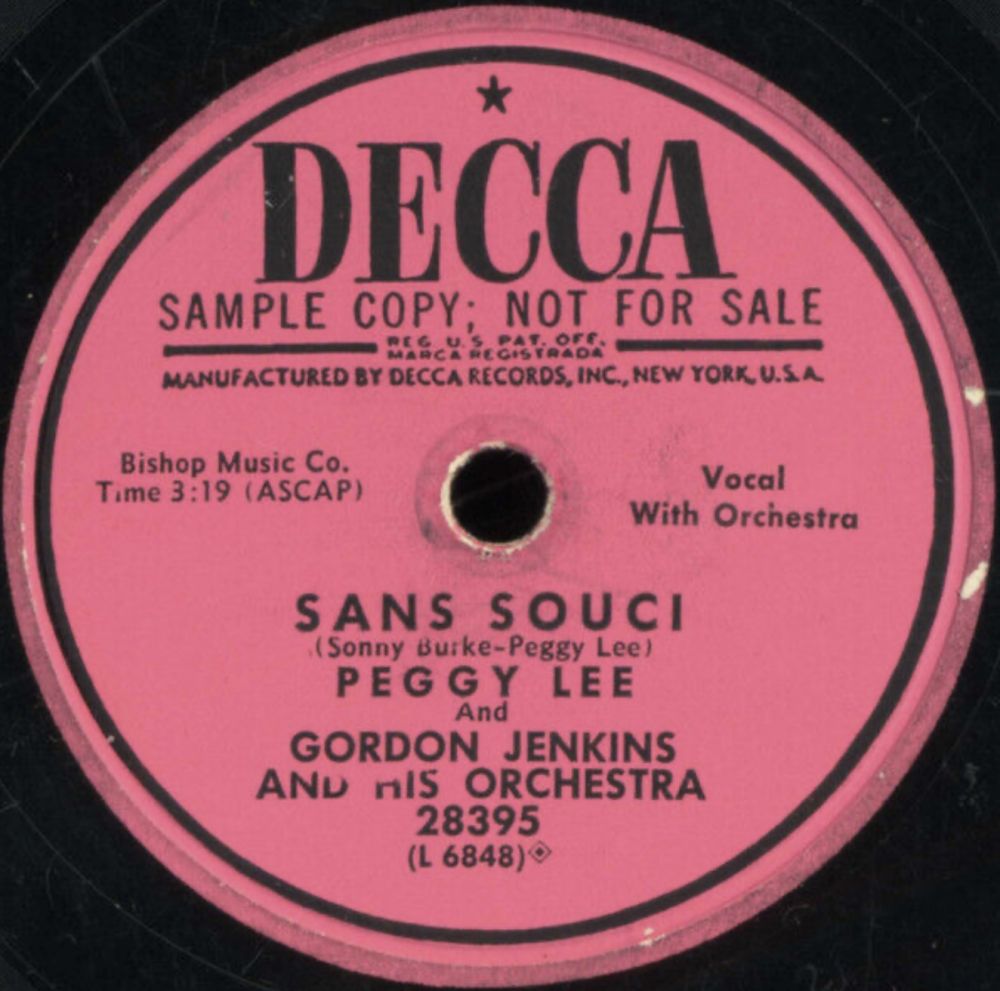 DECCA
SAMPLE COPY; NOT FOR SALE
REG. U.S. PAT. OFF.
MARCA REGISTRADA
MANUFACTURED BY DECCA RECORDS, INC., NEW YORK, U.S.A.
Bishop Music Co.
Time 3:19 (ASCAP)
Vocal
With Orchestra
SANS SOUCI
(Sonny Burke-Peggy Lee)
PEGGY LEE
And
GORDON JENKINS
AND HIS ORCHESTRA
28395
(L 6848)